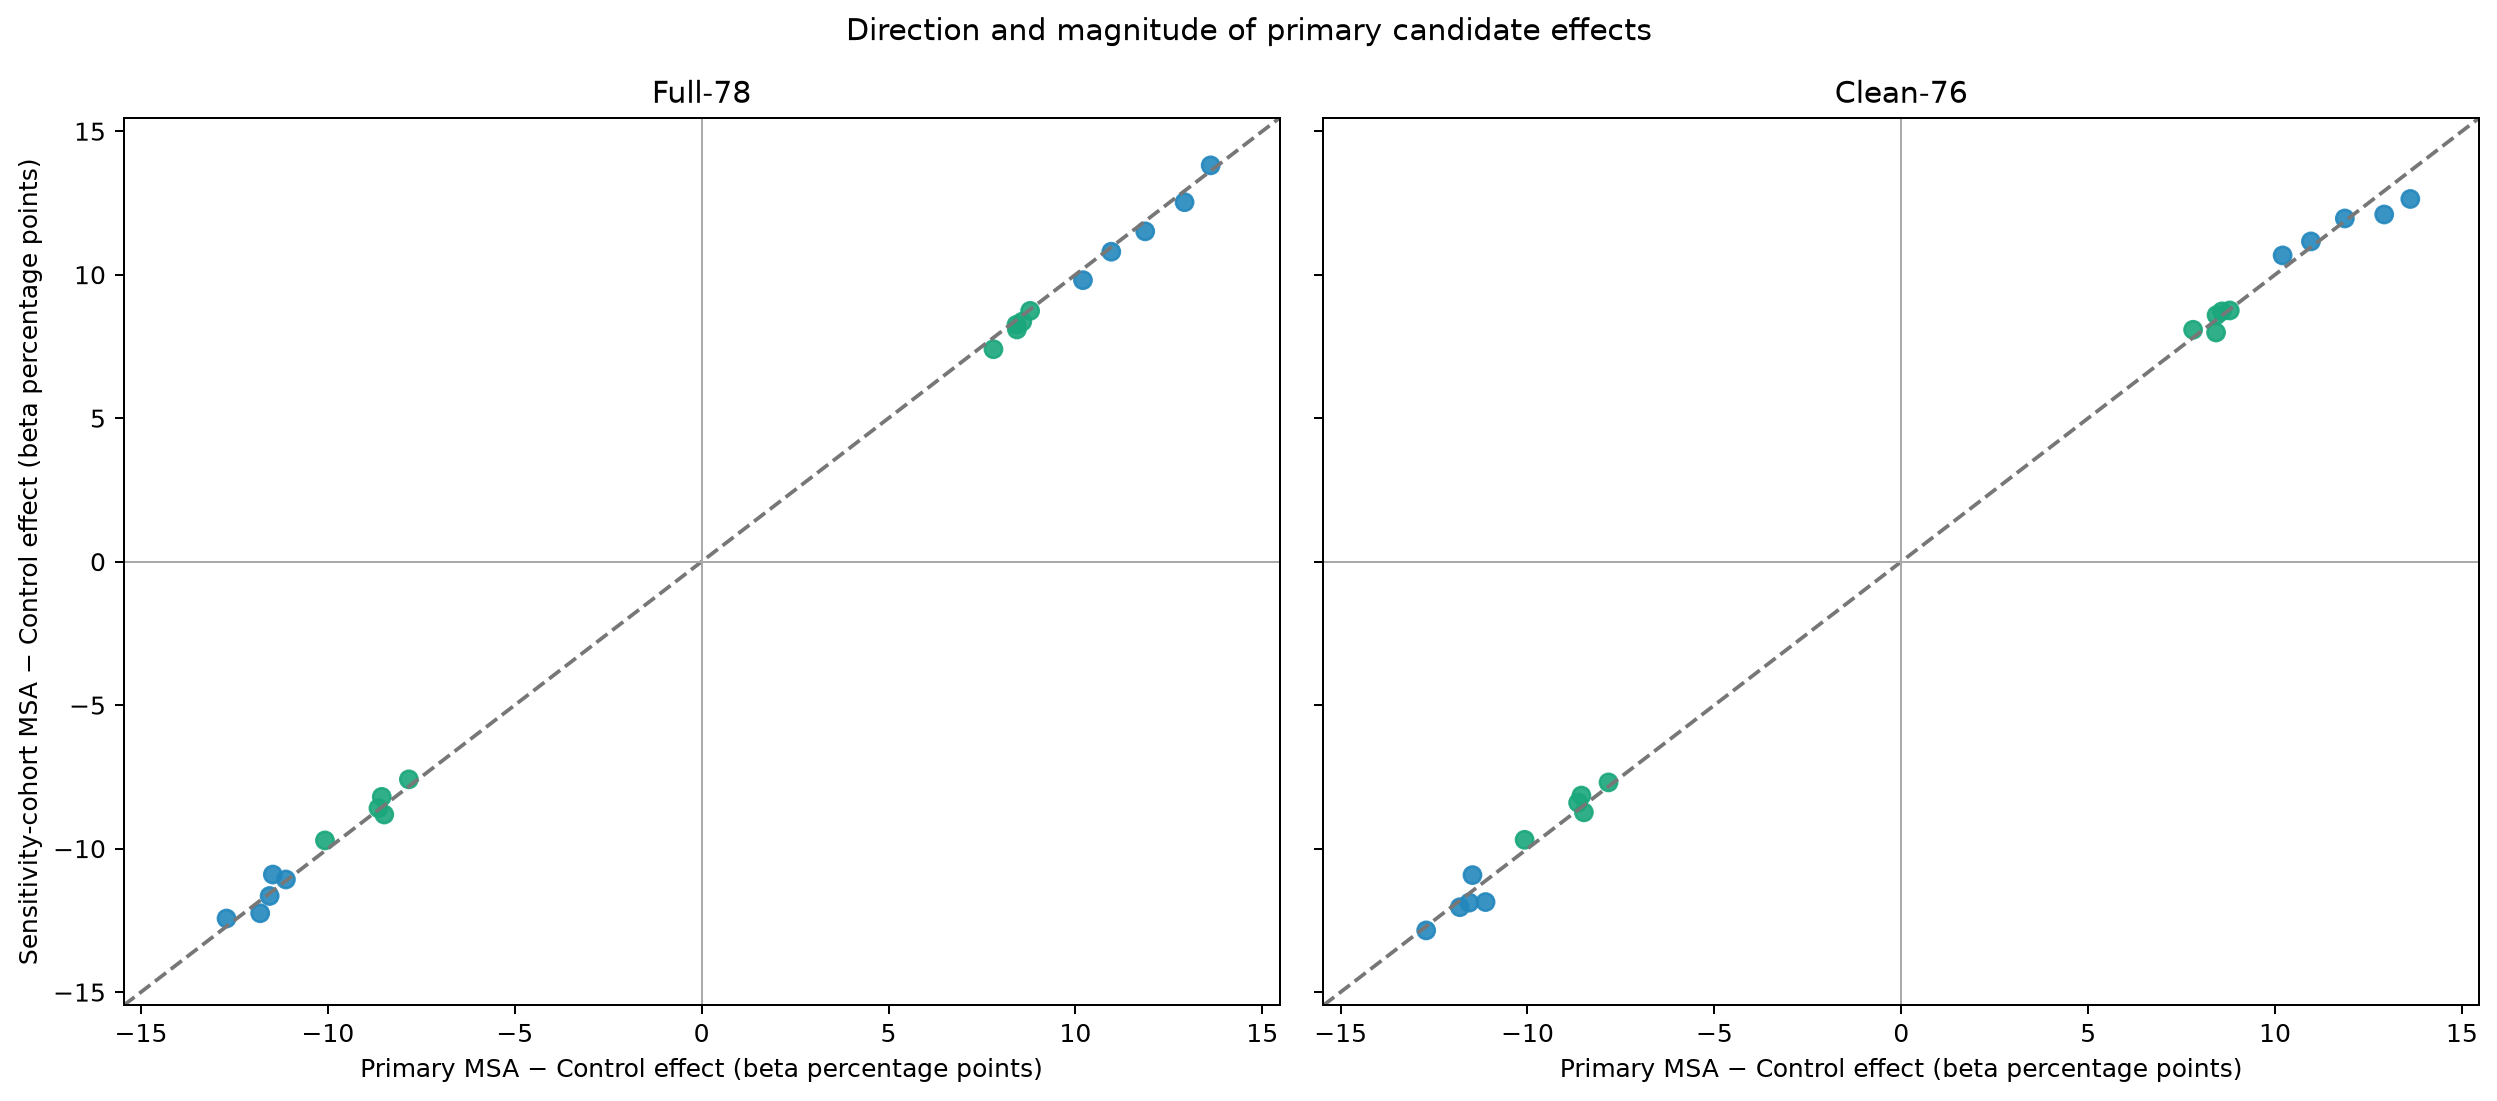 Direction and magnitude of primary candidate effects
Full-78
Clean-76
Sensitivity-cohort MSA − Control effect (beta percentage points)
15
10
5
0
−5
−10
−15
−15 −10 −5 0 5 10 15
−15 −10 −5 0 5 10 15
Primary MSA − Control effect (beta percentage points)
Primary MSA − Control effect (beta percentage points)